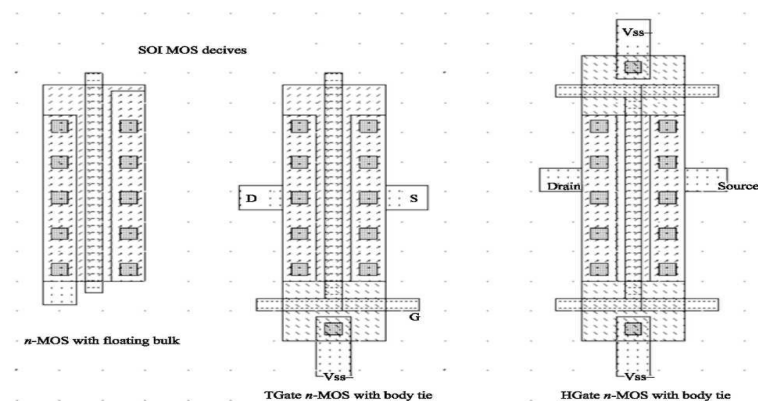 SOI MOS decives
Vss
D
S
Drain
Source
G
n-MOS with floating bulk
Vss
Vss
TGate n-MOS with body tie
HGate n-MOS with body tie